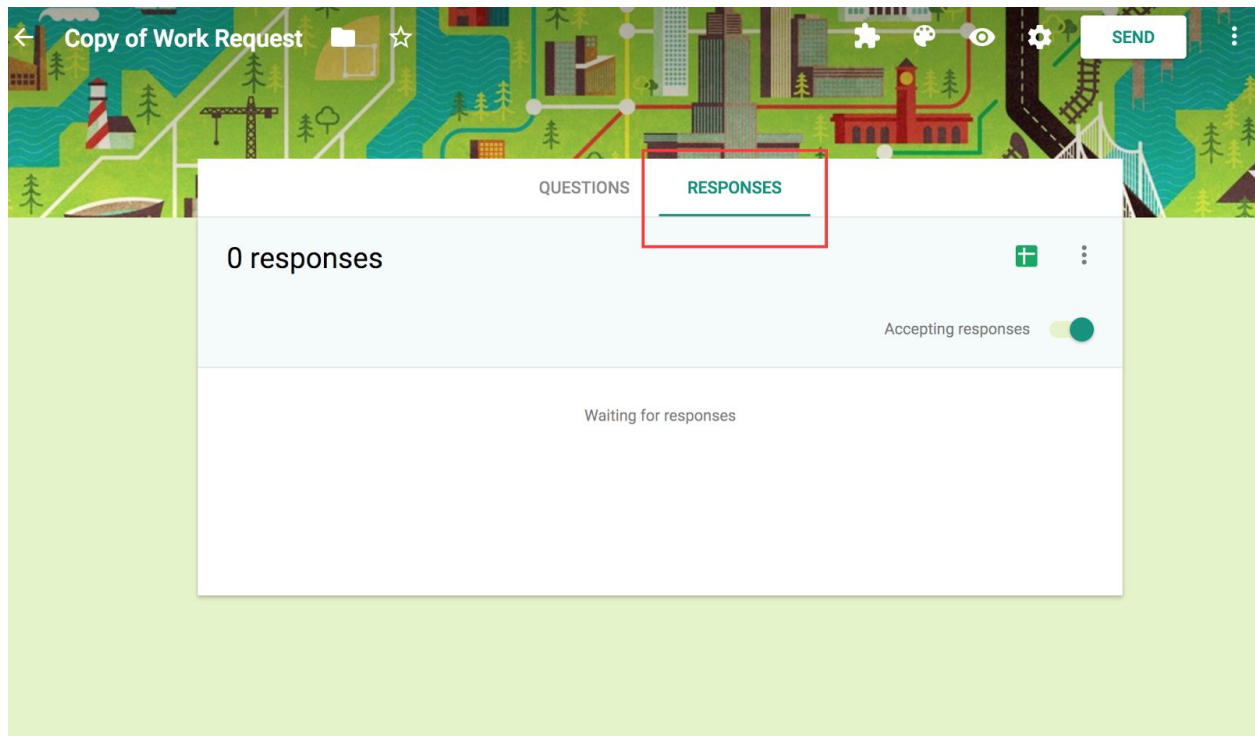 Copy of Work Request
SEND
QUESTIONS
RESPONSES
0 responses
Accepting responses
Waiting for responses